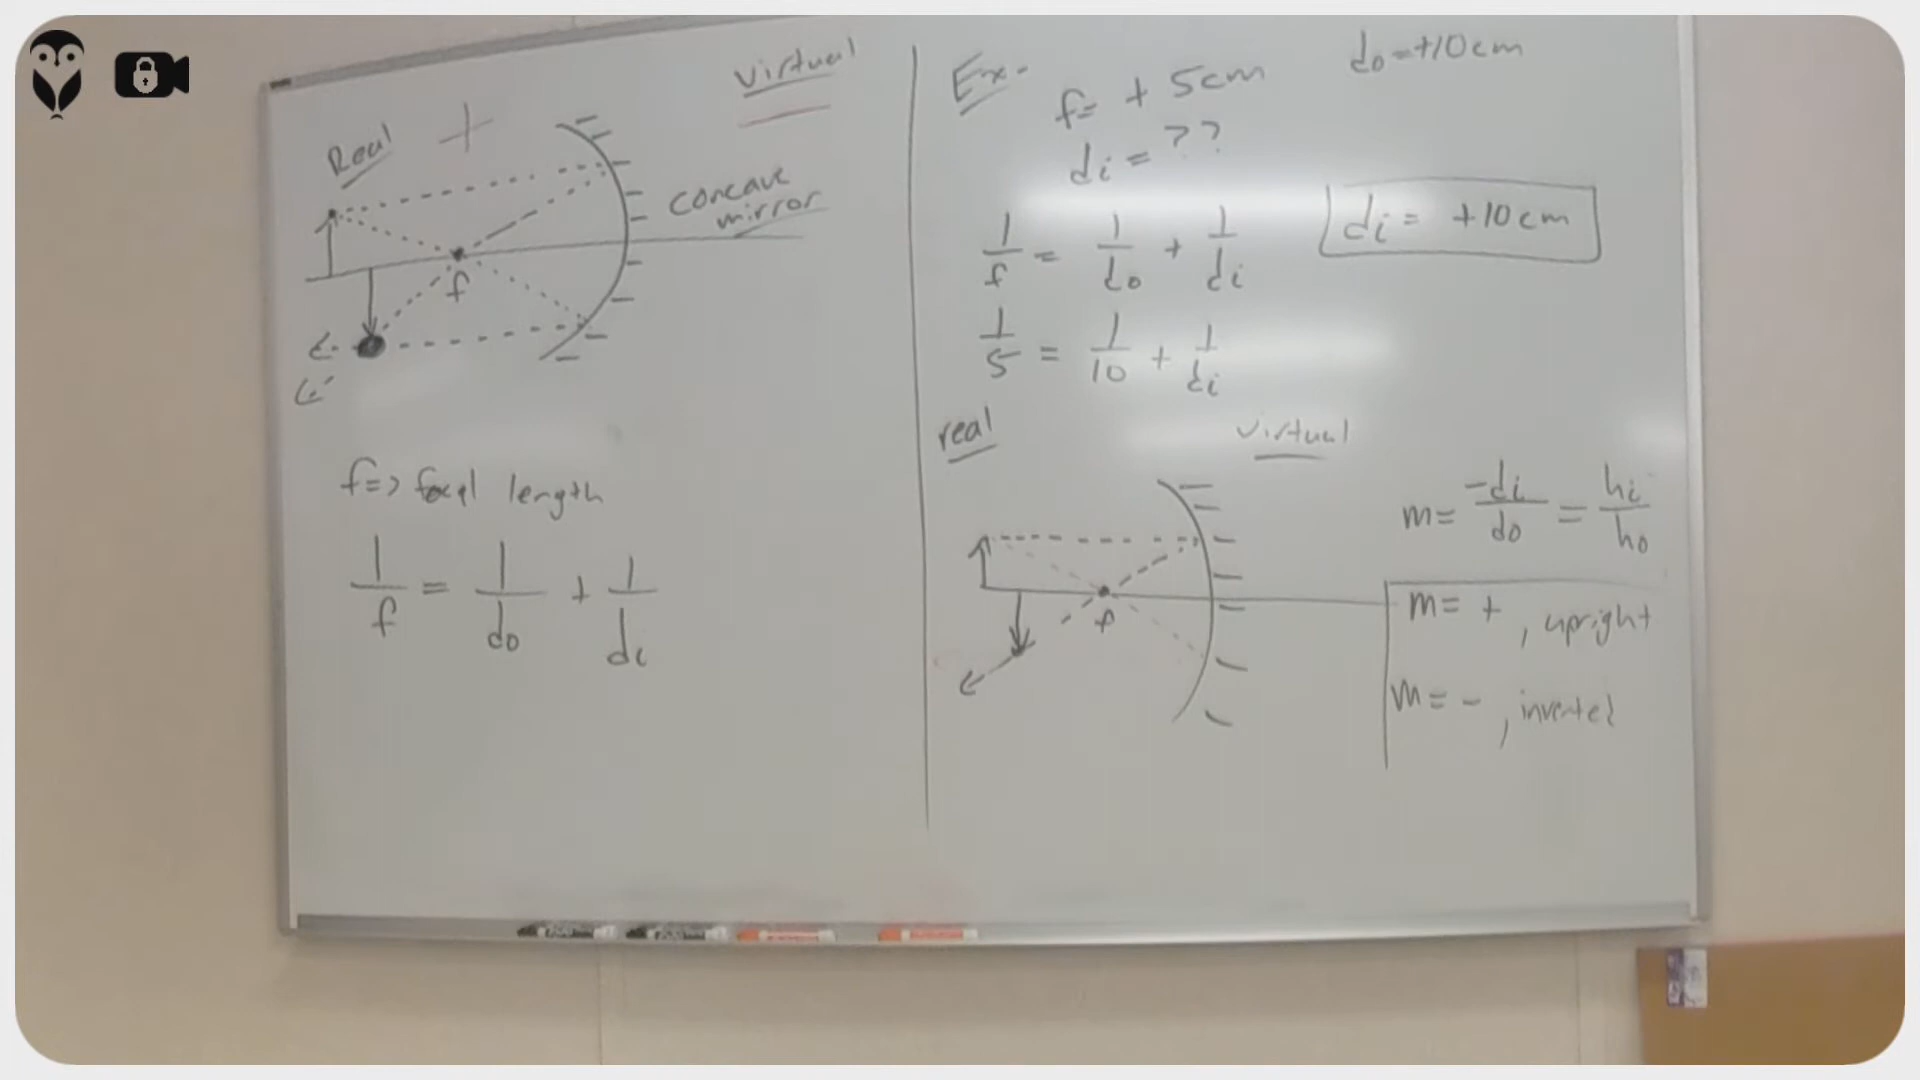 Real +
virtual
concave
mirror
f
f => focal length
1/f = 1/do + 1/di
Ex.
f = + 5cm
do = +10cm
di = ??
1/f = 1/do + 1/di
di = +10cm
1/5 = 1/10 + 1/di
real
virtual
f
m = -di/do = hi/ho
m = + , upright
m = - , inverted